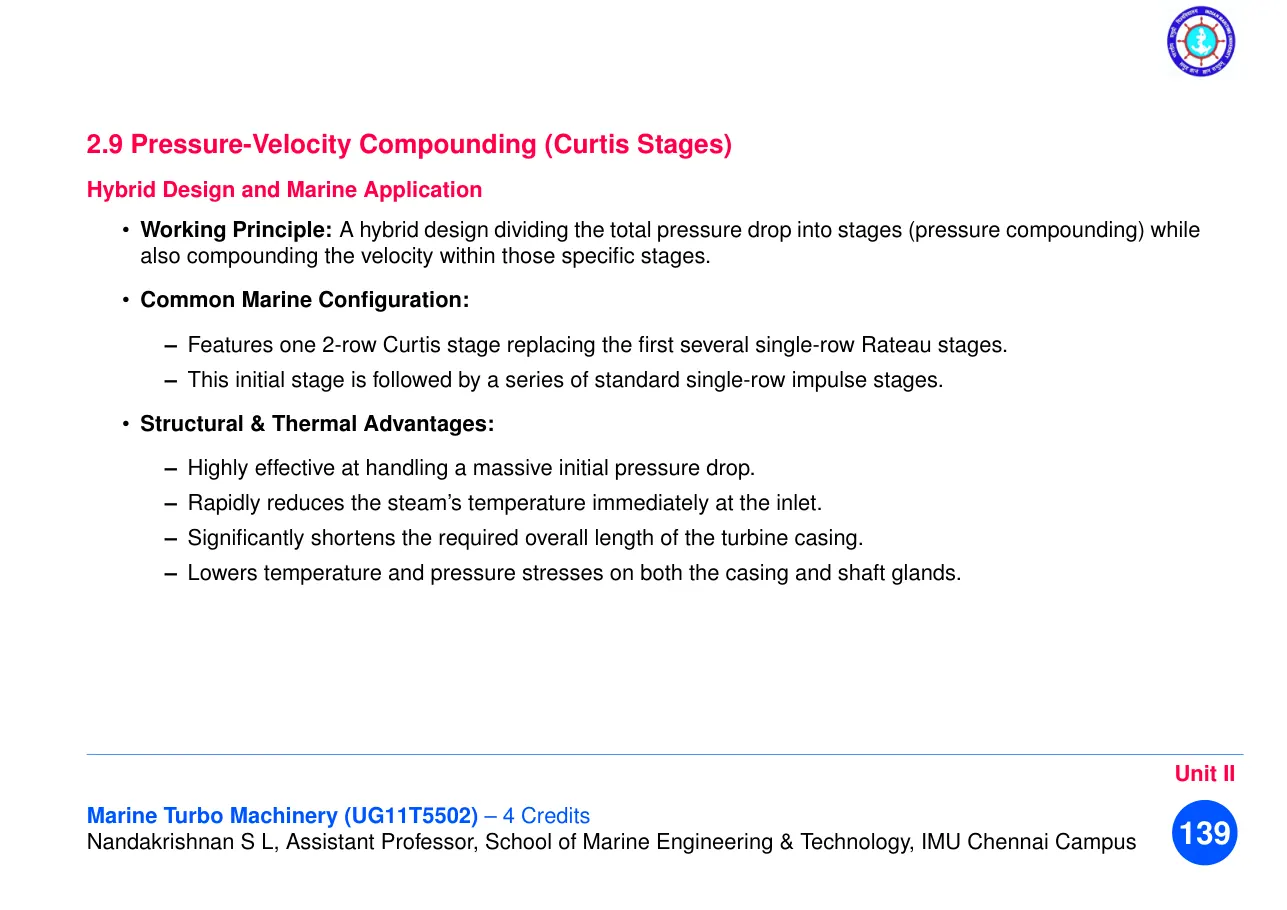 2.9 Pressure-Velocity Compounding (Curtis Stages)
Hybrid Design and Marine Application
• Working Principle: A hybrid design dividing the total pressure drop into stages (pressure compounding) while
also compounding the velocity within those specific stages.
• Common Marine Configuration:
– Features one 2-row Curtis stage replacing the first several single-row Rateau stages.
– This initial stage is followed by a series of standard single-row impulse stages.
• Structural & Thermal Advantages:
– Highly effective at handling a massive initial pressure drop.
– Rapidly reduces the steam's temperature immediately at the inlet.
– Significantly shortens the required overall length of the turbine casing.
– Lowers temperature and pressure stresses on both the casing and shaft glands.
Unit II
Marine Turbo Machinery (UG11T5502) – 4 Credits
Nandakrishnan S L, Assistant Professor, School of Marine Engineering & Technology, IMU Chennai Campus
139